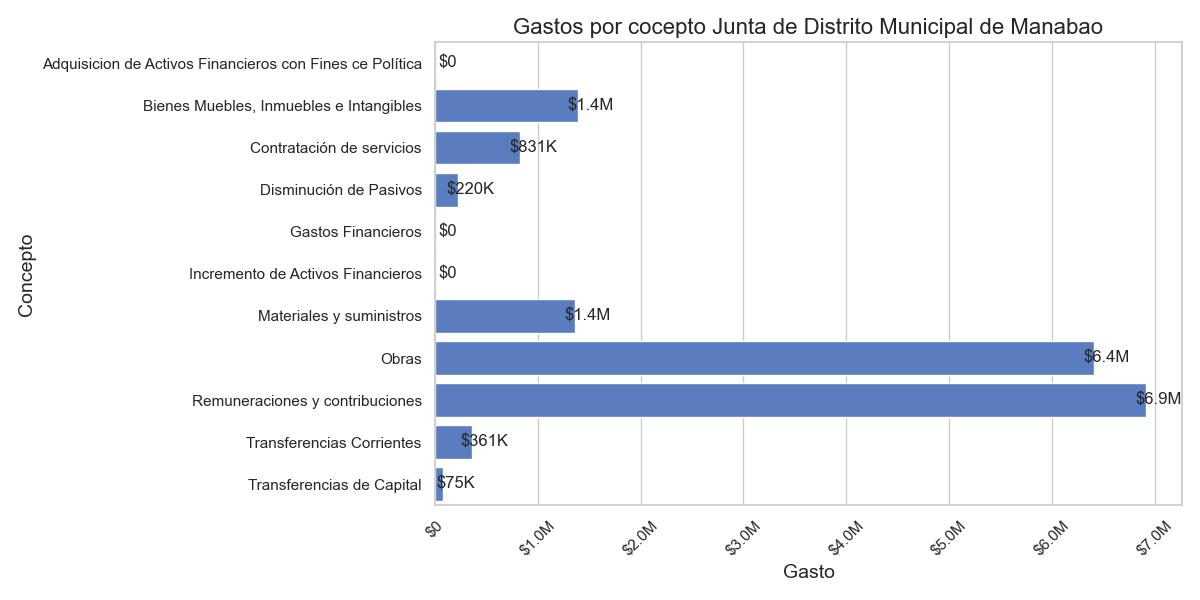 Gastos por cocepto Junta de Distrito Municipal de Manabao
Concepto
Adquisicion de Activos Financieros con Fines ce Política $0
Bienes Muebles, Inmuebles e Intangibles $1.4M
Contratación de servicios $831K
Disminución de Pasivos $220K
Gastos Financieros $0
Incremento de Activos Financieros $0
Materiales y suministros $1.4M
Obras $6.4M
Remuneraciones y contribuciones $6.9M
Transferencias Corrientes $361K
Transferencias de Capital $75K
$0 $1.0M $2.0M $3.0M $4.0M $5.0M $6.0M $7.0M
Gasto